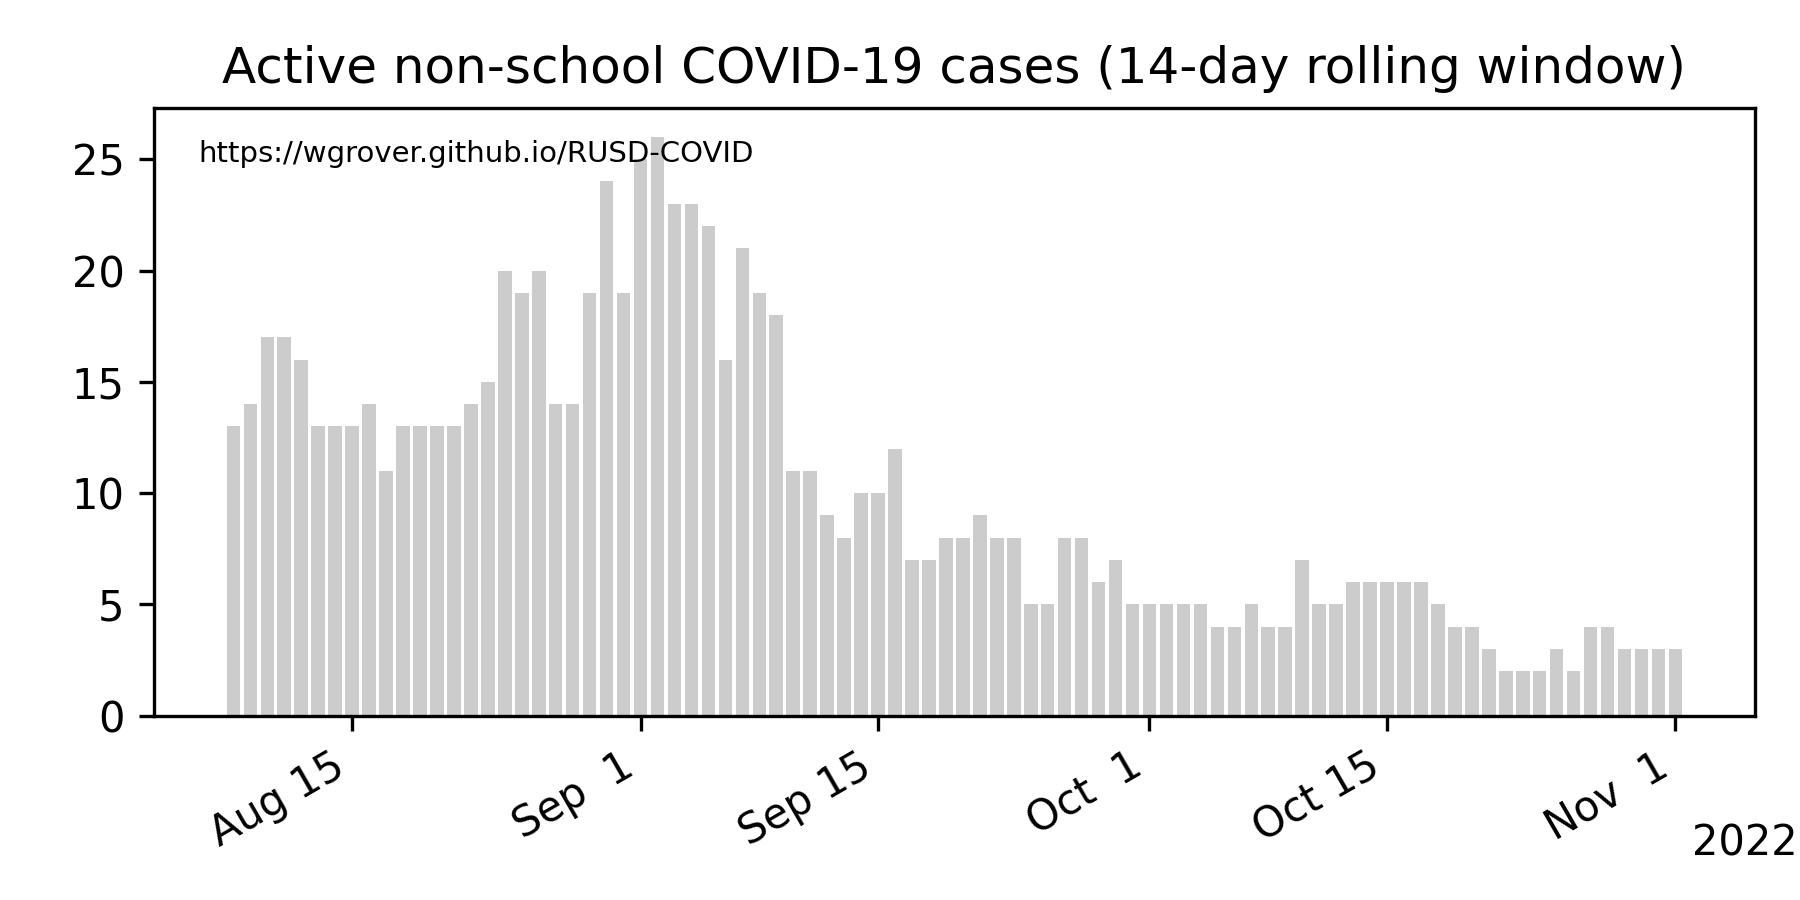 Active non-school COVID-19 cases (14-day rolling window)
https://wgrover.github.io/RUSD-COVID
25
20
15
10
5
0
Aug 15
Sep 1
Sep 15
Oct 1
Oct 15
Nov 1
2022